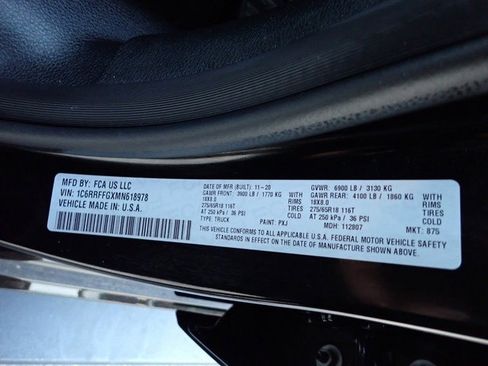 MFD BY: FCA US LLC
VIN: 1C6RRFFGXMN618978
VEHICLE MADE IN U.S.A.
DATE OF MFR (BUILT): 11-20
GAWR FRONT: 3900 LB / 1770 KG
WITH
18X8.0 RIMS
275/65R18 116T TIRES
AT 250 kPa / 36 PSI
TYPE: TRUCK
PAINT: PXJ
GVWR: 6900 LB / 3130 KG
GAWR REAR: 4100 LB / 1860 KG
WITH
18X8.0 RIMS
275/65R18 116T TIRES
AT 250 kPa / 36 PSI
MDH: 112807
MKT: 875
THIS VEHICLE CONFORMS TO ALL APPLICABLE U.S.A. FEDERAL MOTOR VEHICLE SAFETY
STANDARDS IN EFFECT ON THE DATE OF MANUFACTURE SHOWN ABOVE.